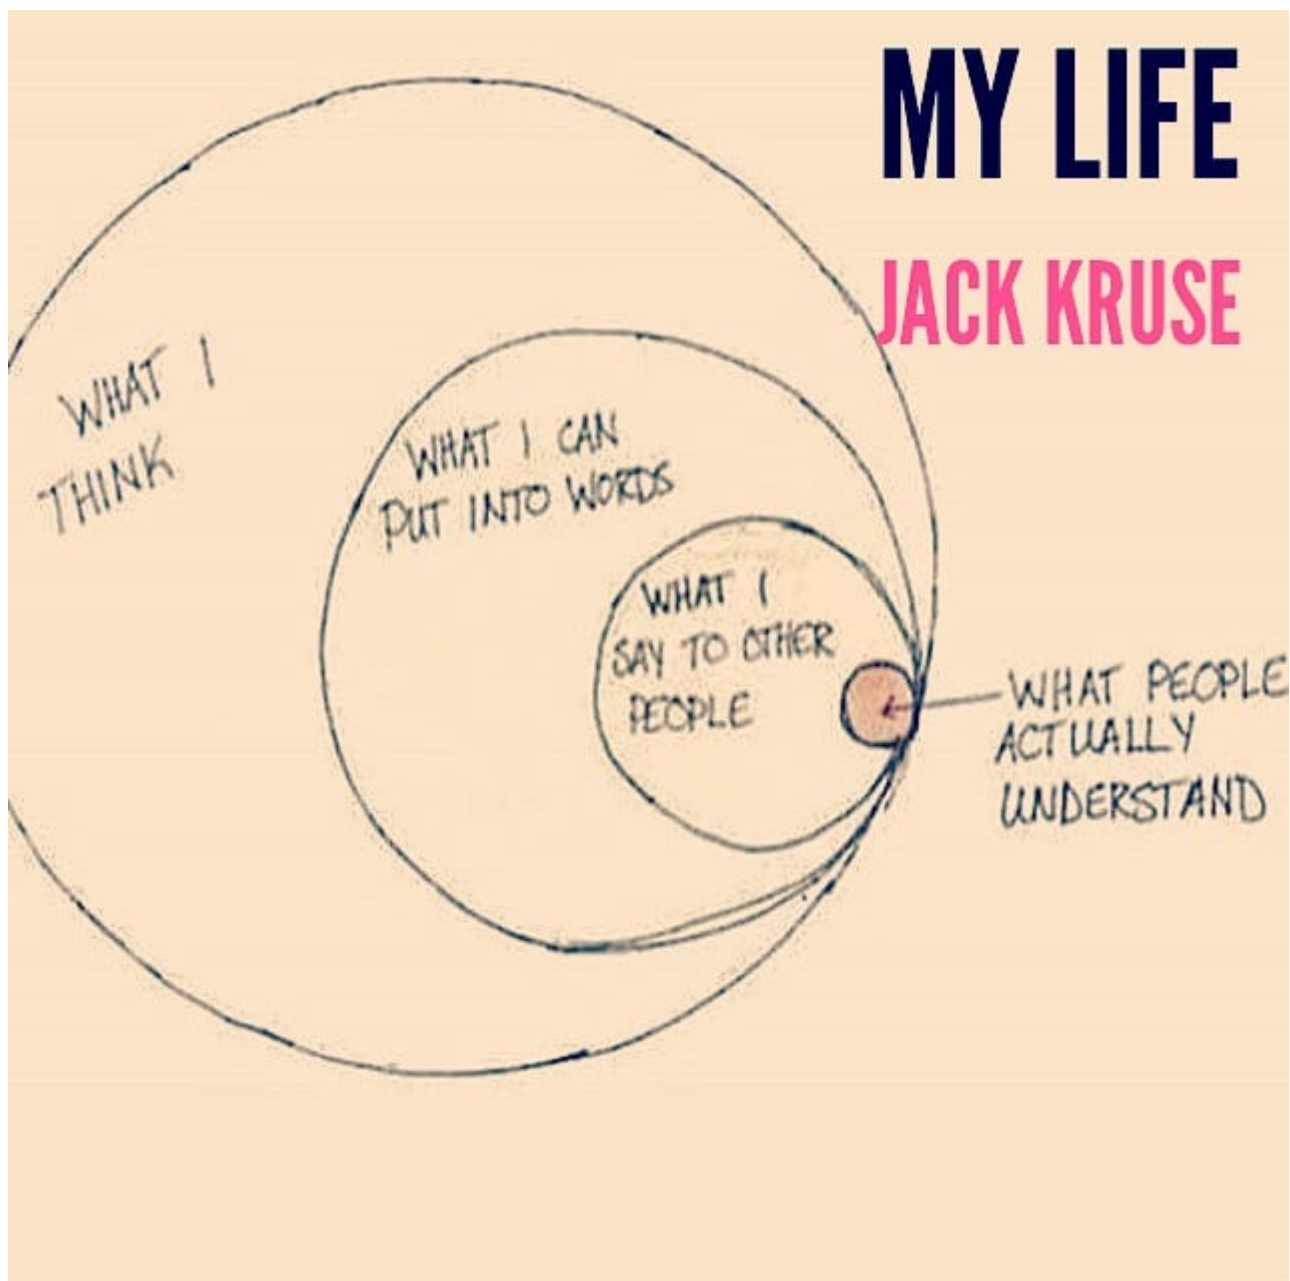 MY LIFE
JACK KRUSE
WHAT I
THINK
WHAT I CAN
PUT INTO WORDS
WHAT I
SAY TO OTHER
PEOPLE
WHAT PEOPLE
ACTUALLY
UNDERSTAND